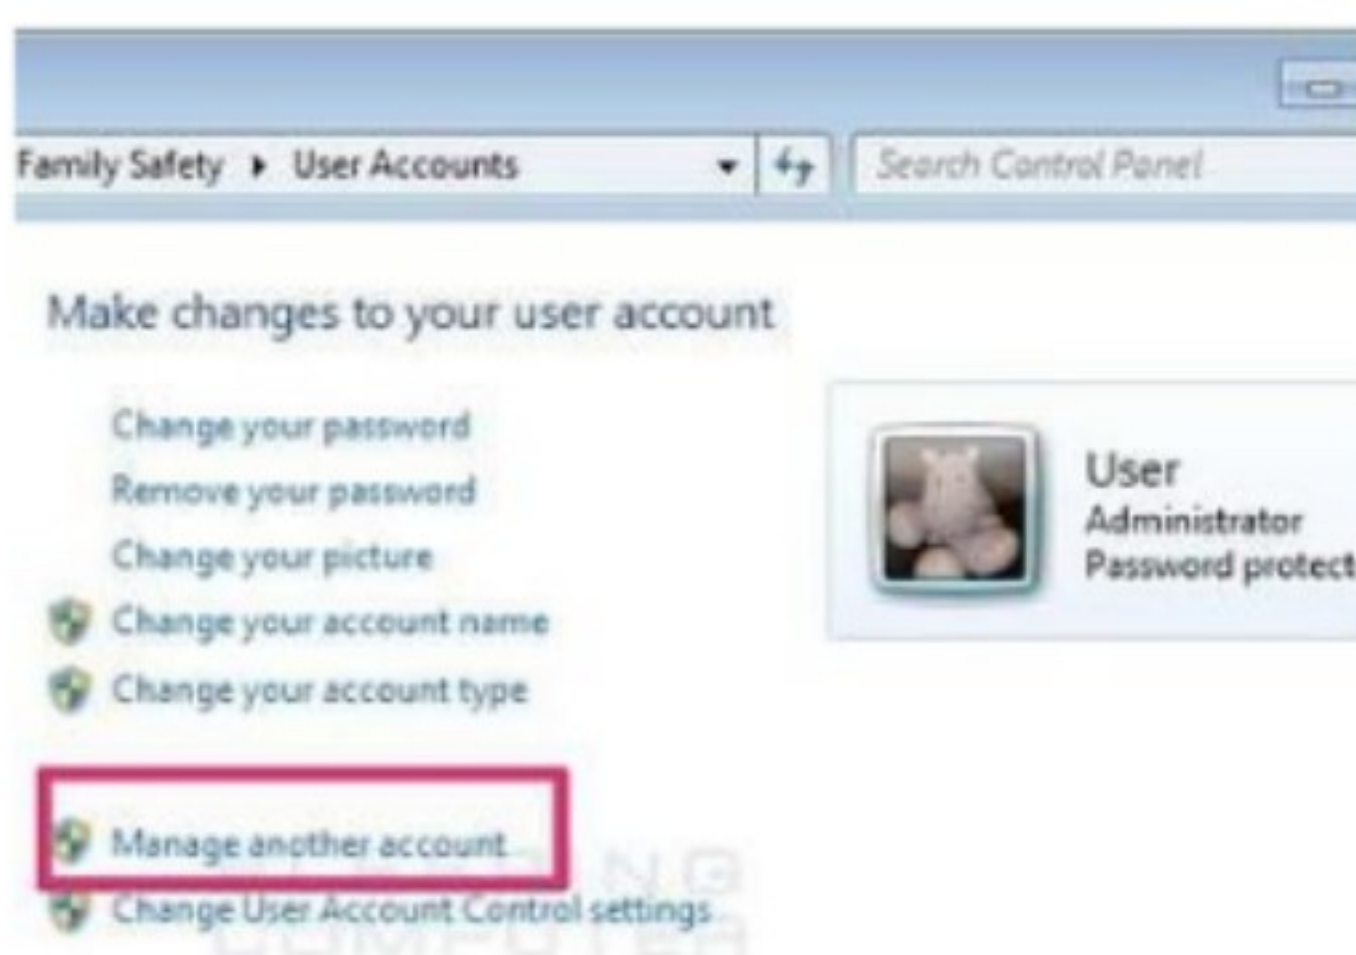 Family Safety ▸ User Accounts
Search Control Panel
Make changes to your user account
Change your password
Remove your password
Change your picture
Change your account name
Change your account type
User
Administrator
Password protect
Manage another account
Change User Account Control settings
COMPUTER